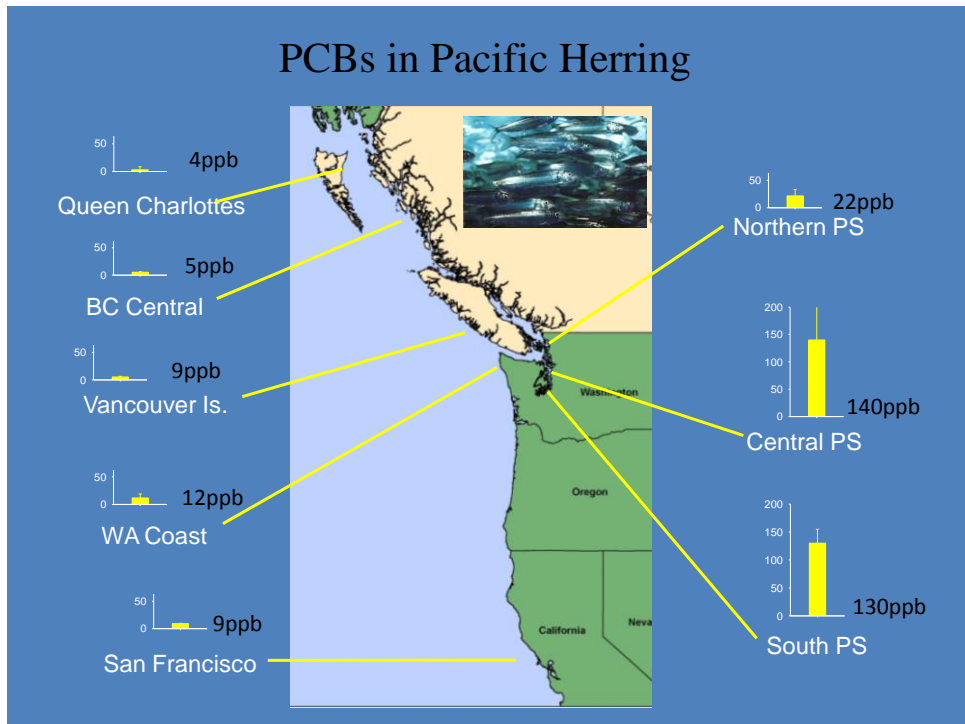 PCBs in Pacific Herring
50
0
4ppb
Queen Charlottes
50
0
5ppb
BC Central
50
0
9ppb
Vancouver Is.
50
0
12ppb
WA Coast
50
0
9ppb
San Francisco
Washington
Oregon
California
Neva
50
0
22ppb
Northern PS
200
150
100
50
0
140ppb
Central PS
200
150
100
50
0
130ppb
South PS